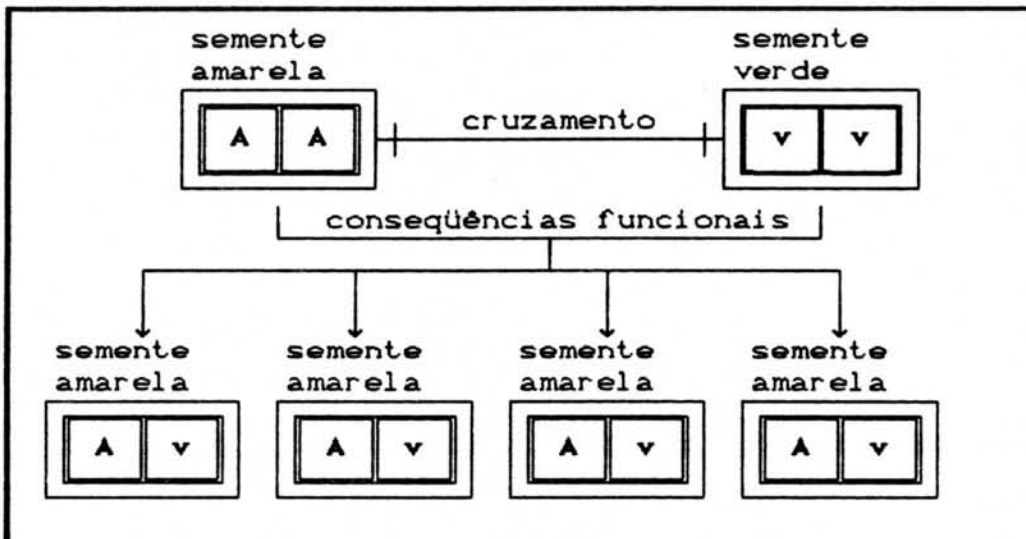 semente
amarela
semente
verde
A A
cruzamento
v v
conseqüências funcionais
semente
amarela
semente
amarela
semente
amarela
semente
amarela
A v
A v
A v
A v